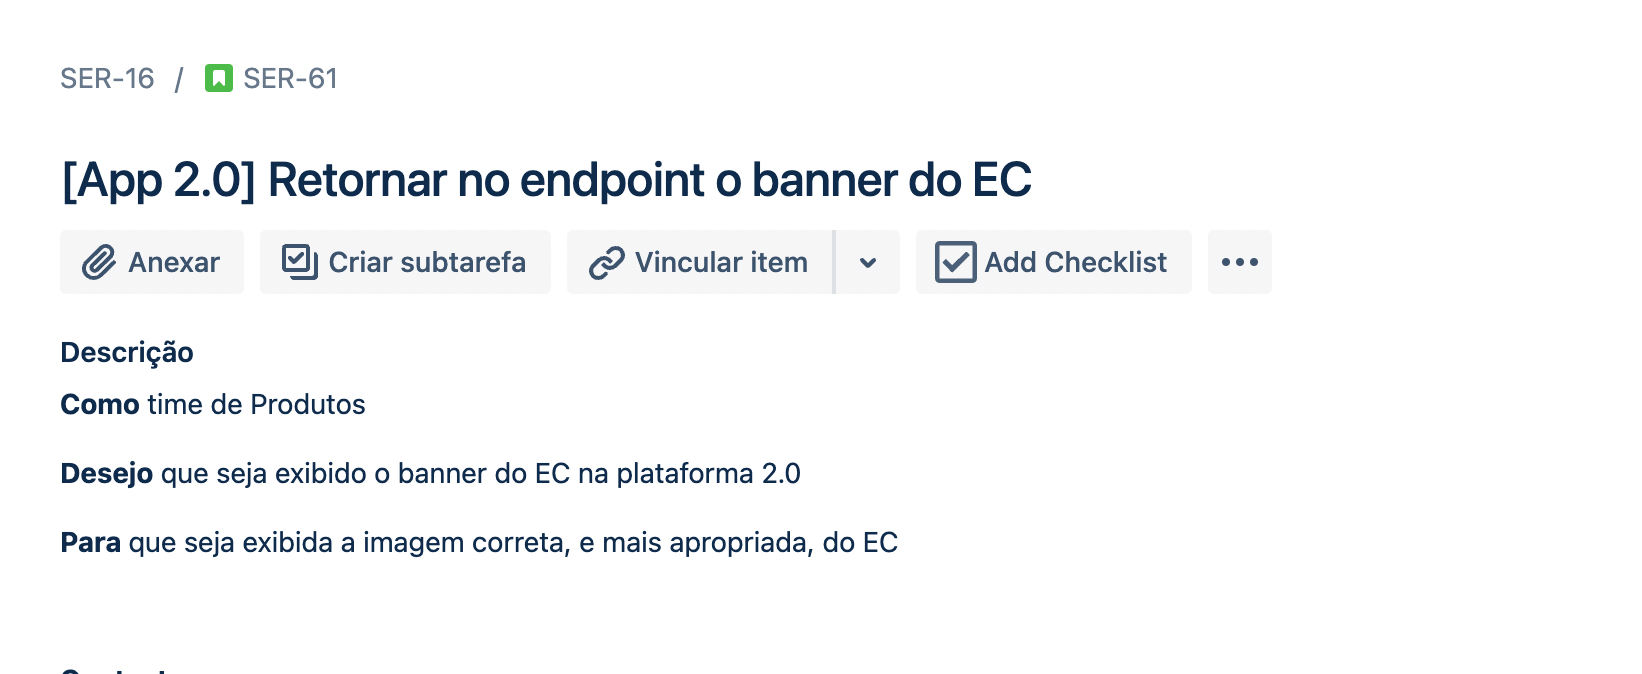 SER-16 / SER-61
[App 2.0] Retornar no endpoint o banner do EC
Anexar Criar subtarefa Vincular item Add Checklist
Descrição
Como time de Produtos
Desejo que seja exibido o banner do EC na plataforma 2.0
Para que seja exibida a imagem correta, e mais apropriada, do EC